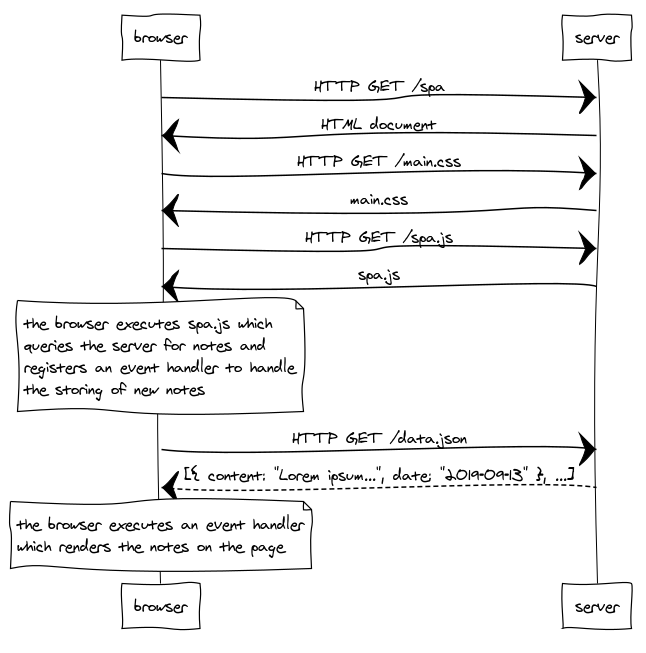 browser
server
HTTP GET /spa
HTML document
HTTP GET /main.css
main.css
HTTP GET /spa.js
spa.js
the browser executes spa.js which
queries the server for notes and
registers an event handler to handle
the storing of new notes
HTTP GET /data.json
[{ content: "Lorem ipsum...", date: "2019-09-13" }, ...]
the browser executes an event handler
which renders the notes on the page
browser
server